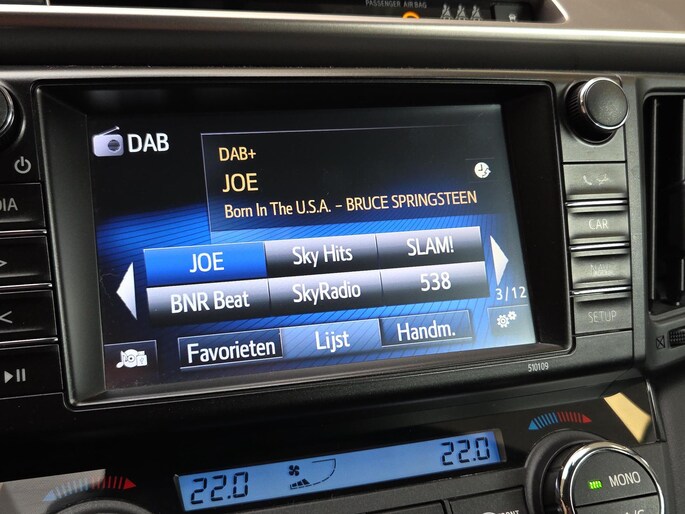 PASSENGER AIR BAG
DAB
DAB+
JOE
Born In The U.S.A. – BRUCE SPRINGSTEEN
JOE
Sky Hits
SLAM!
BNR Beat
SkyRadio
538
3/12
Favorieten
Lijst
Handm.
510109
CAR
SETUP
22.0
22.0
MONO